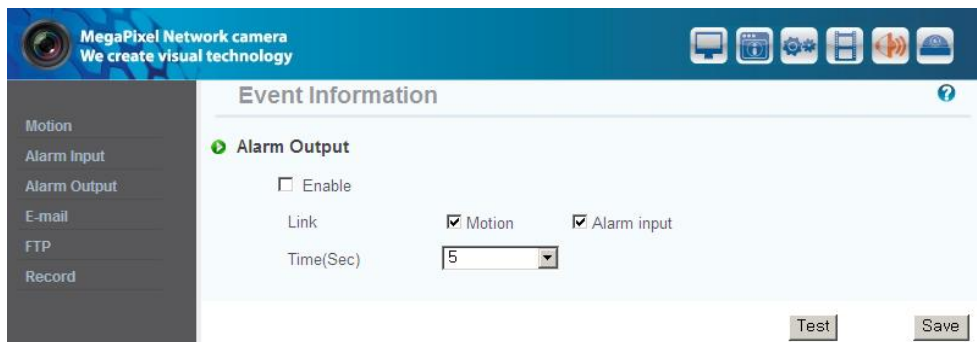 MegaPixel Network camera
We create visual technology
Event Information
Motion
Alarm Input
Alarm Output
E-mail
FTP
Record
Alarm Output
Enable
Link Motion Alarm input
Time(Sec) 5
Test Save